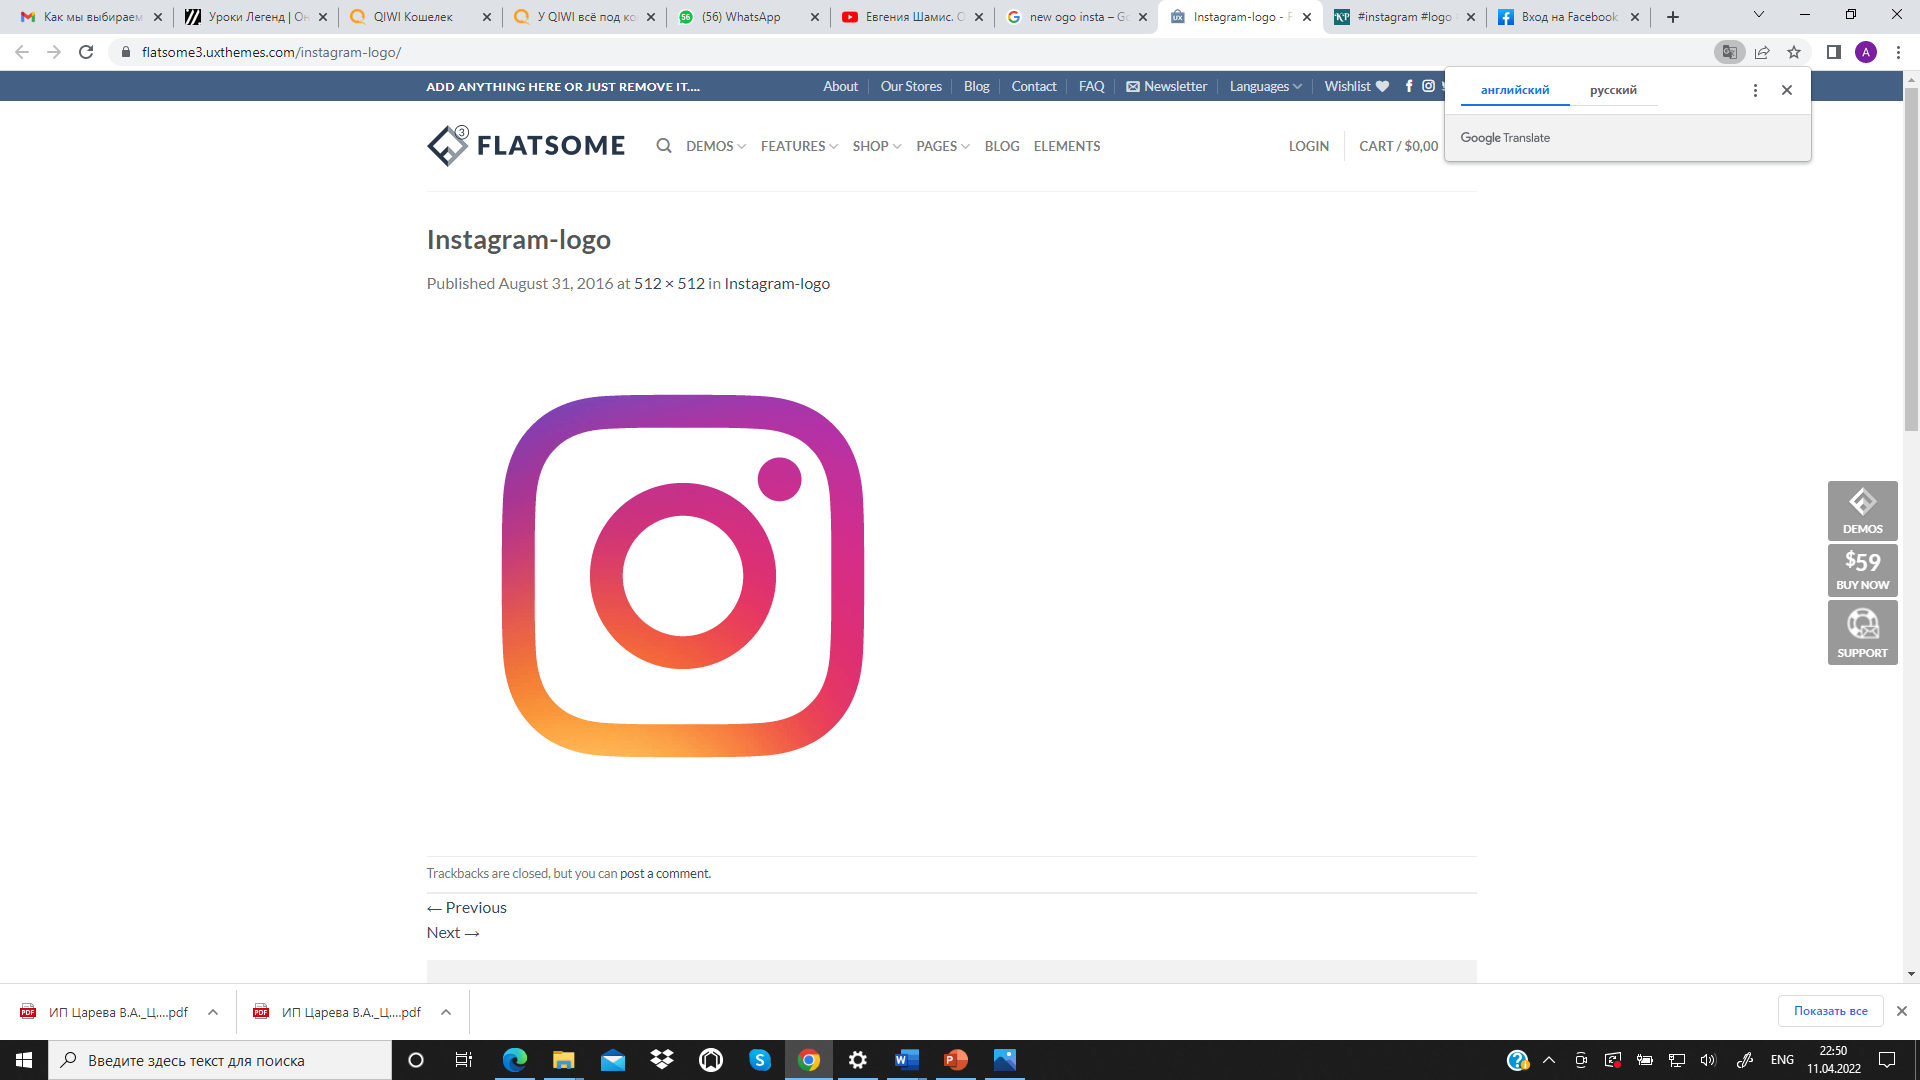 Как мы выбираем
Уроки Легенд | Он
QIWI Кошелек
У QIWI всё под ко
(56) WhatsApp
Евгения Шамис. О
new ogo insta – Go
Instagram-logo - F
#instagram #logo
Вход на Facebook
flatsome3.uxthemes.com/instagram-logo/
A
ADD ANYTHING HERE OR JUST REMOVE IT....
About
Our Stores
Blog
Contact
FAQ
Newsletter
Languages
Wishlist
английский
русский
Google Translate
3
FLATSOME
DEMOS
FEATURES
SHOP
PAGES
BLOG
ELEMENTS
LOGIN
CART / $0,00
Instagram-logo
Published August 31, 2016 at 512 × 512 in Instagram-logo
DEMOS
$59
BUY NOW
SUPPORT
Trackbacks are closed, but you can post a comment.
← Previous
Next →
ИП Царева В.А._Ц....pdf
ИП Царева В.А._Ц....pdf
Показать все
Введите здесь текст для поиска
ENG
22:50
11.04.2022